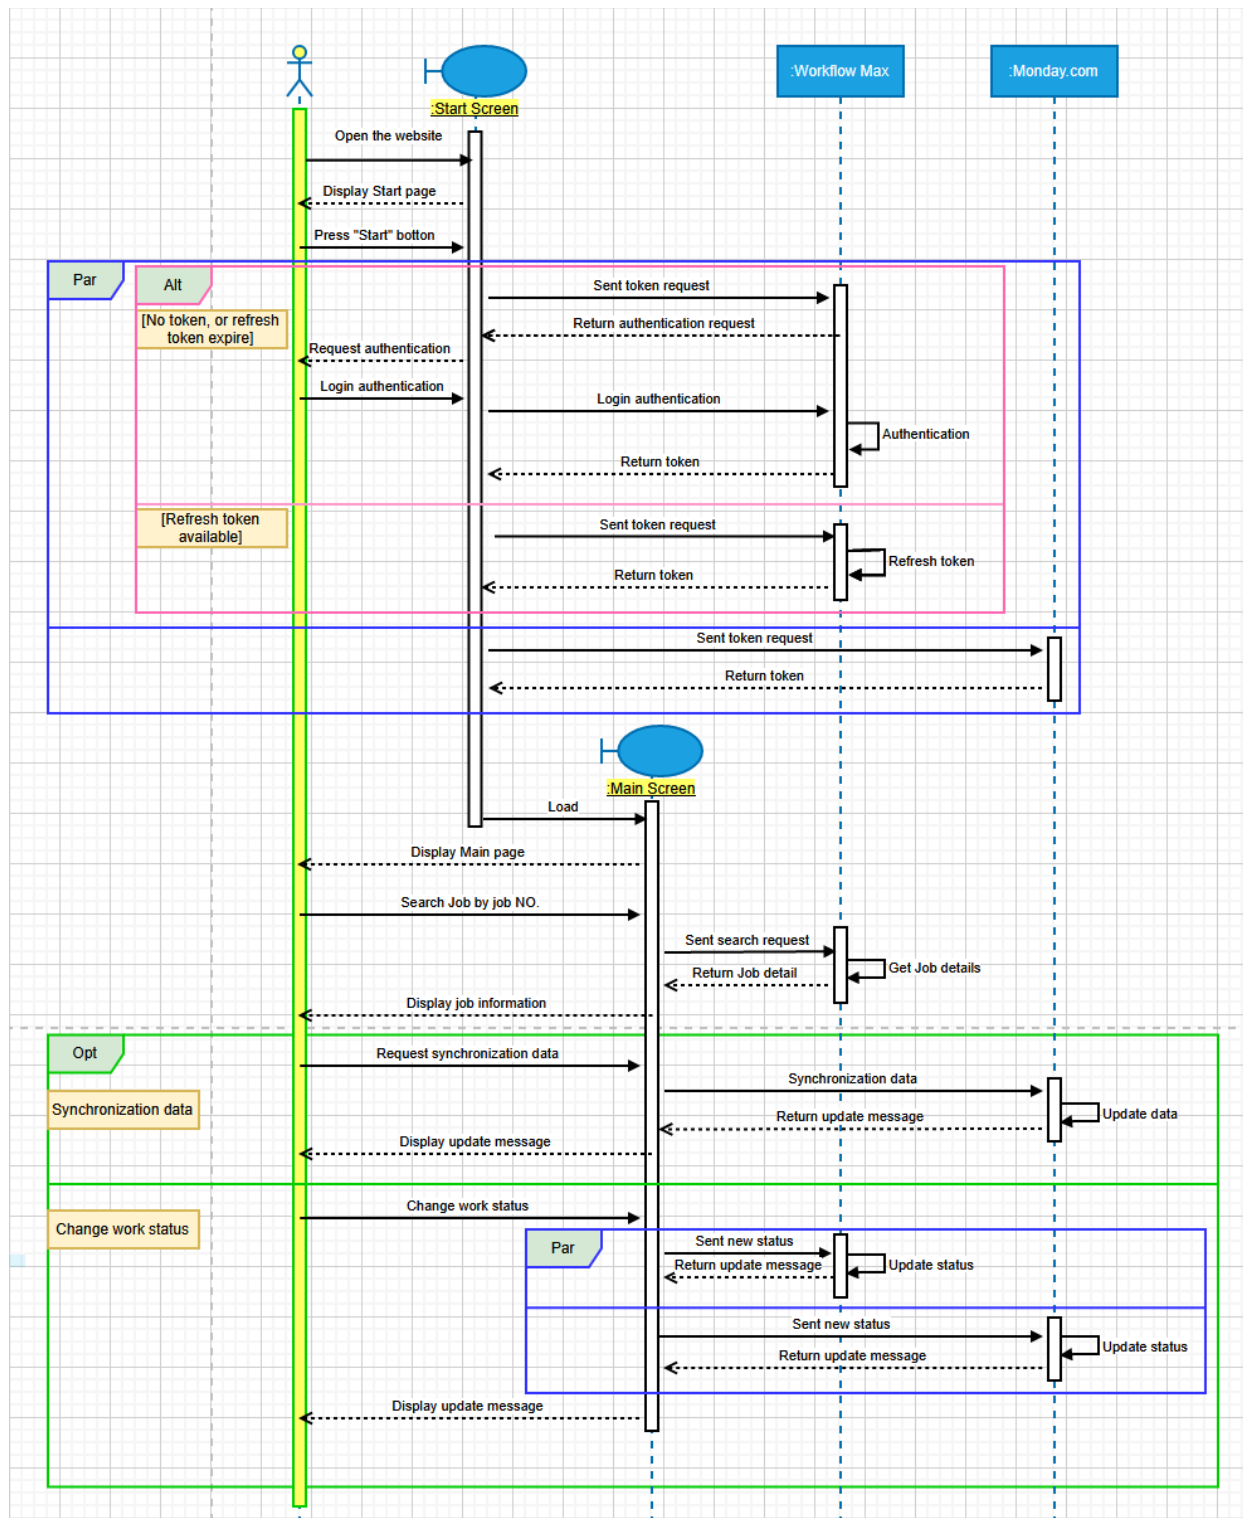 :Workflow Max
:Monday.com
:Start Screen
Open the website
Display Start page
Press "Start" botton
Par
Alt
Sent token request
[No token, or refresh
token expire]
Return authentication request
Request authentication
Login authentication
Login authentication
Authentication
Return token
[Refresh token
available]
Sent token request
Refresh token
Return token
Sent token request
Return token
:Main Screen
Load
Display Main page
Search Job by job NO.
Sent search request
Get Job details
Return Job detail
Display job information
Opt
Request synchronization data
Synchronization data
Synchronization data
Update data
Return update message
Display update message
Change work status
Change work status
Par
Sent new status
Return update message
Update status
Sent new status
Update status
Return update message
Display update message